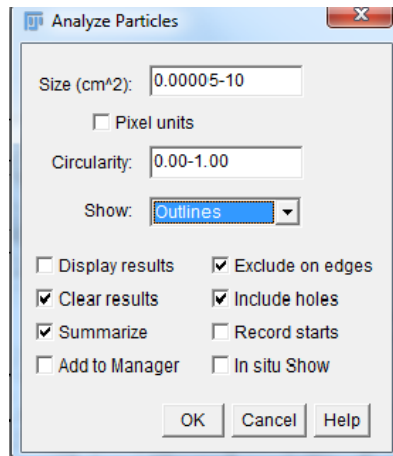 Analyze Particles
Size (cm^2): 0.00005-10
Pixel units
Circularity: 0.00-1.00
Show: Outlines
Display results Exclude on edges
Clear results Include holes
Summarize Record starts
Add to Manager In situ Show
OK Cancel Help